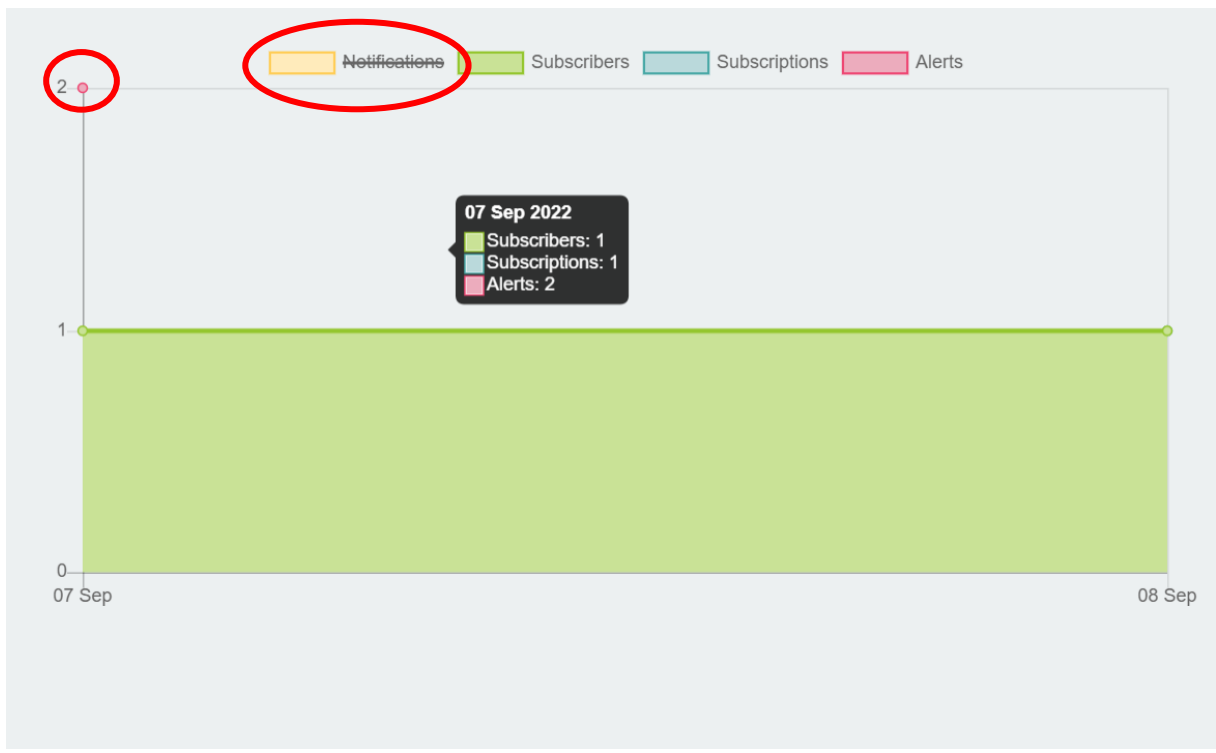 Notifications Subscribers Subscriptions Alerts
2
07 Sep 2022
Subscribers: 1
Subscriptions: 1
Alerts: 2
1
0
07 Sep 08 Sep